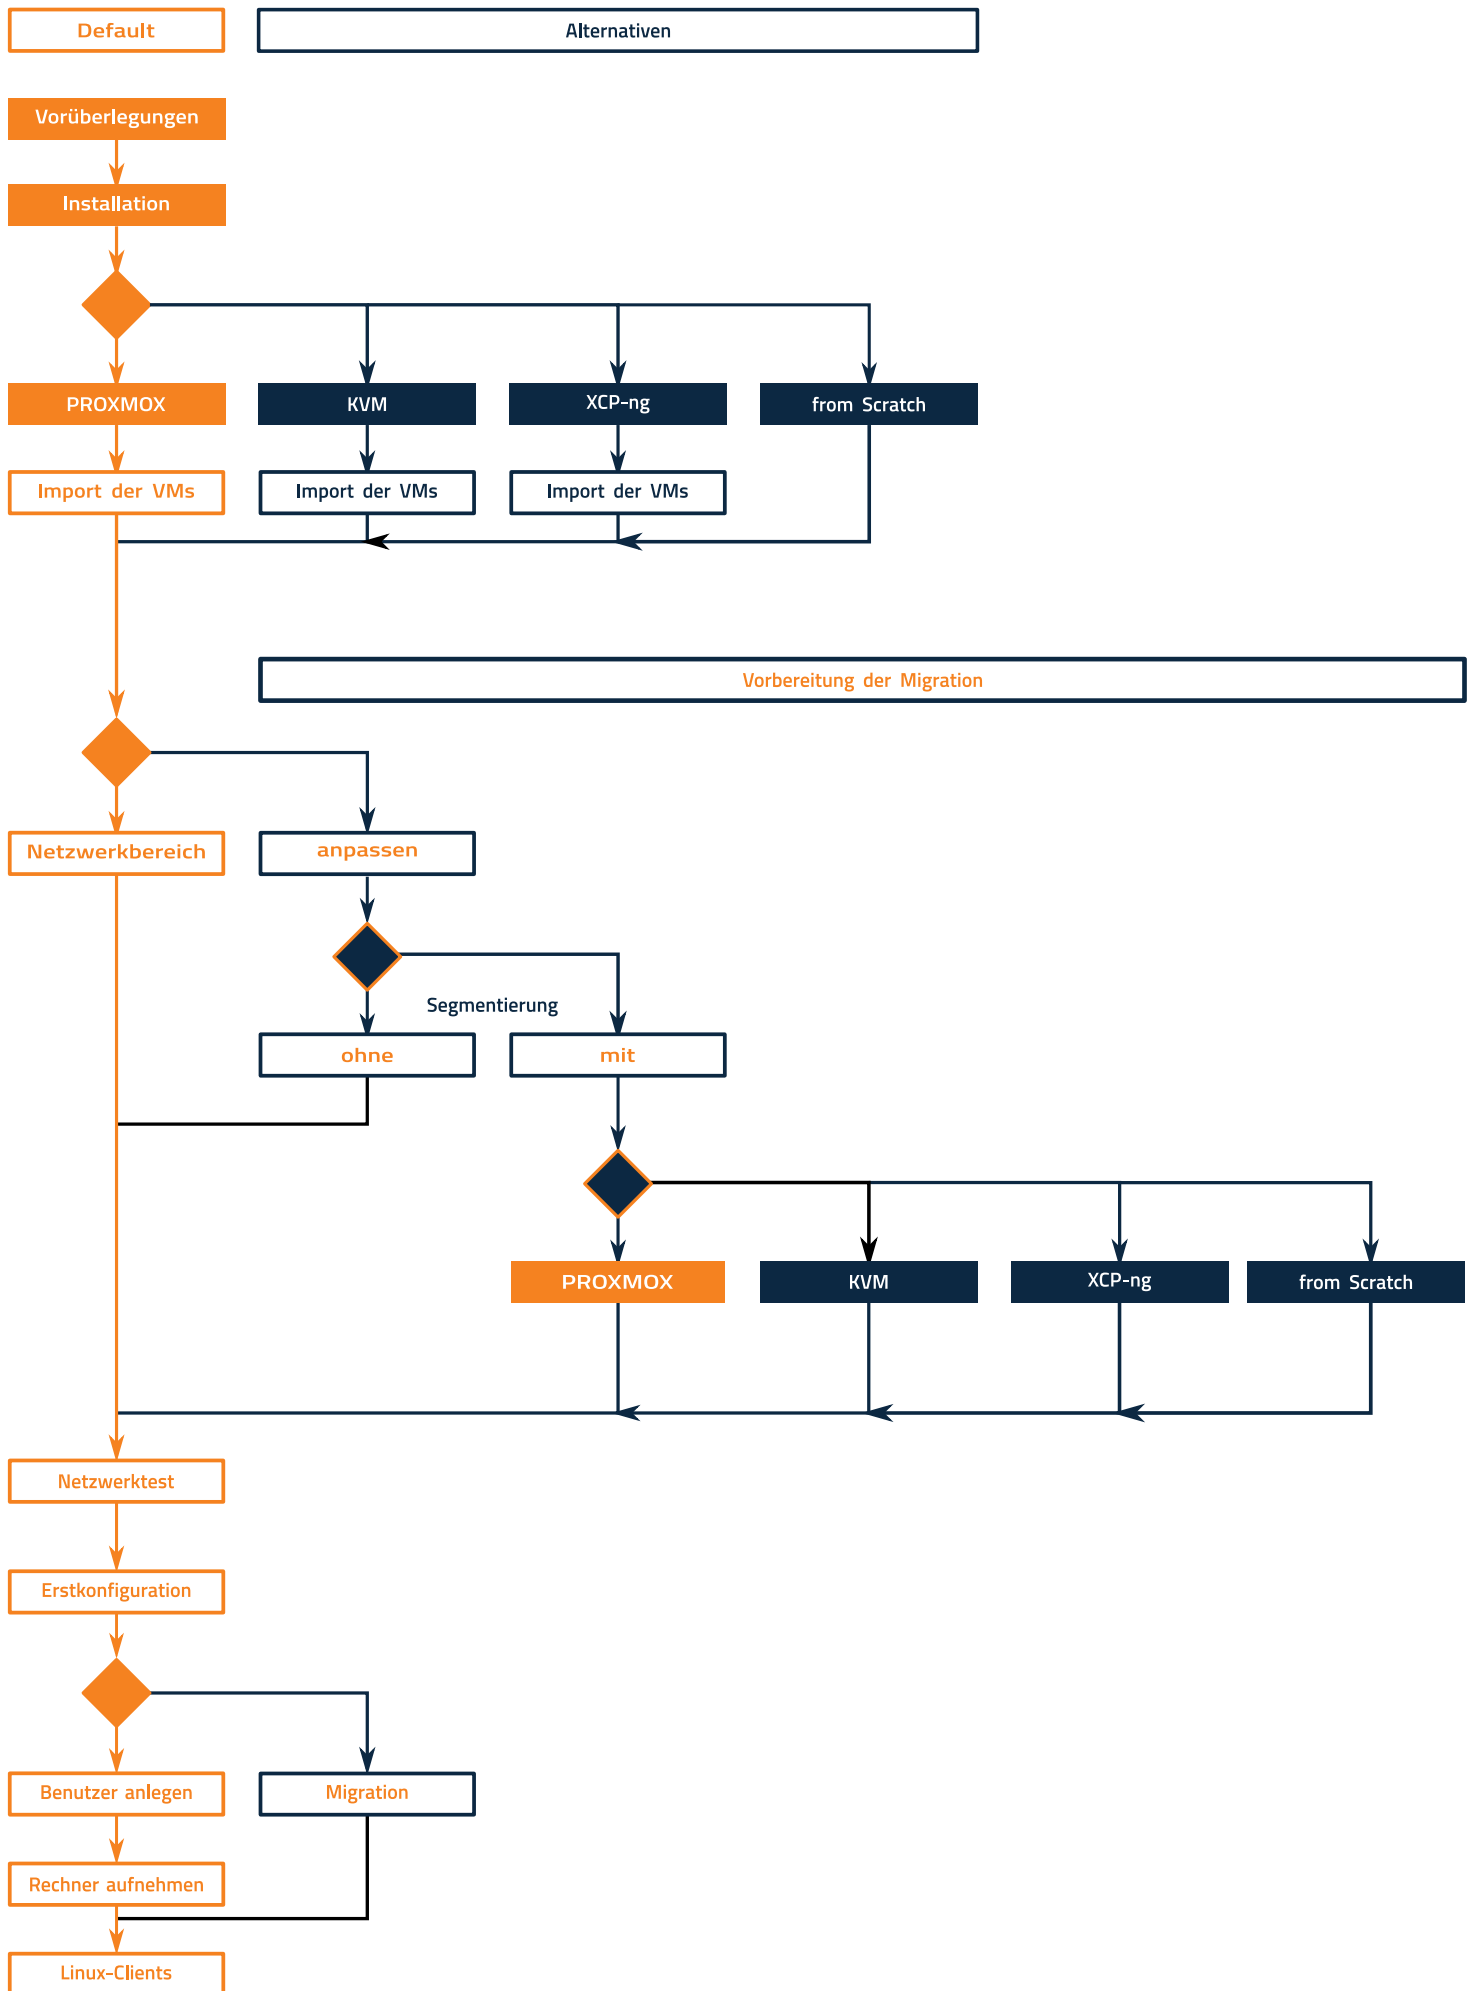 Default
Alternativen
Vorüberlegungen
Installation
PROXMOX
KVM
XCP-ng
from Scratch
Import der VMs
Import der VMs
Import der VMs
Vorbereitung der Migration
Netzwerkbereich
anpassen
Segmentierung
ohne
mit
PROXMOX
KVM
XCP-ng
from Scratch
Netzwerktest
Erstkonfiguration
Benutzer anlegen
Migration
Rechner aufnehmen
Linux-Clients